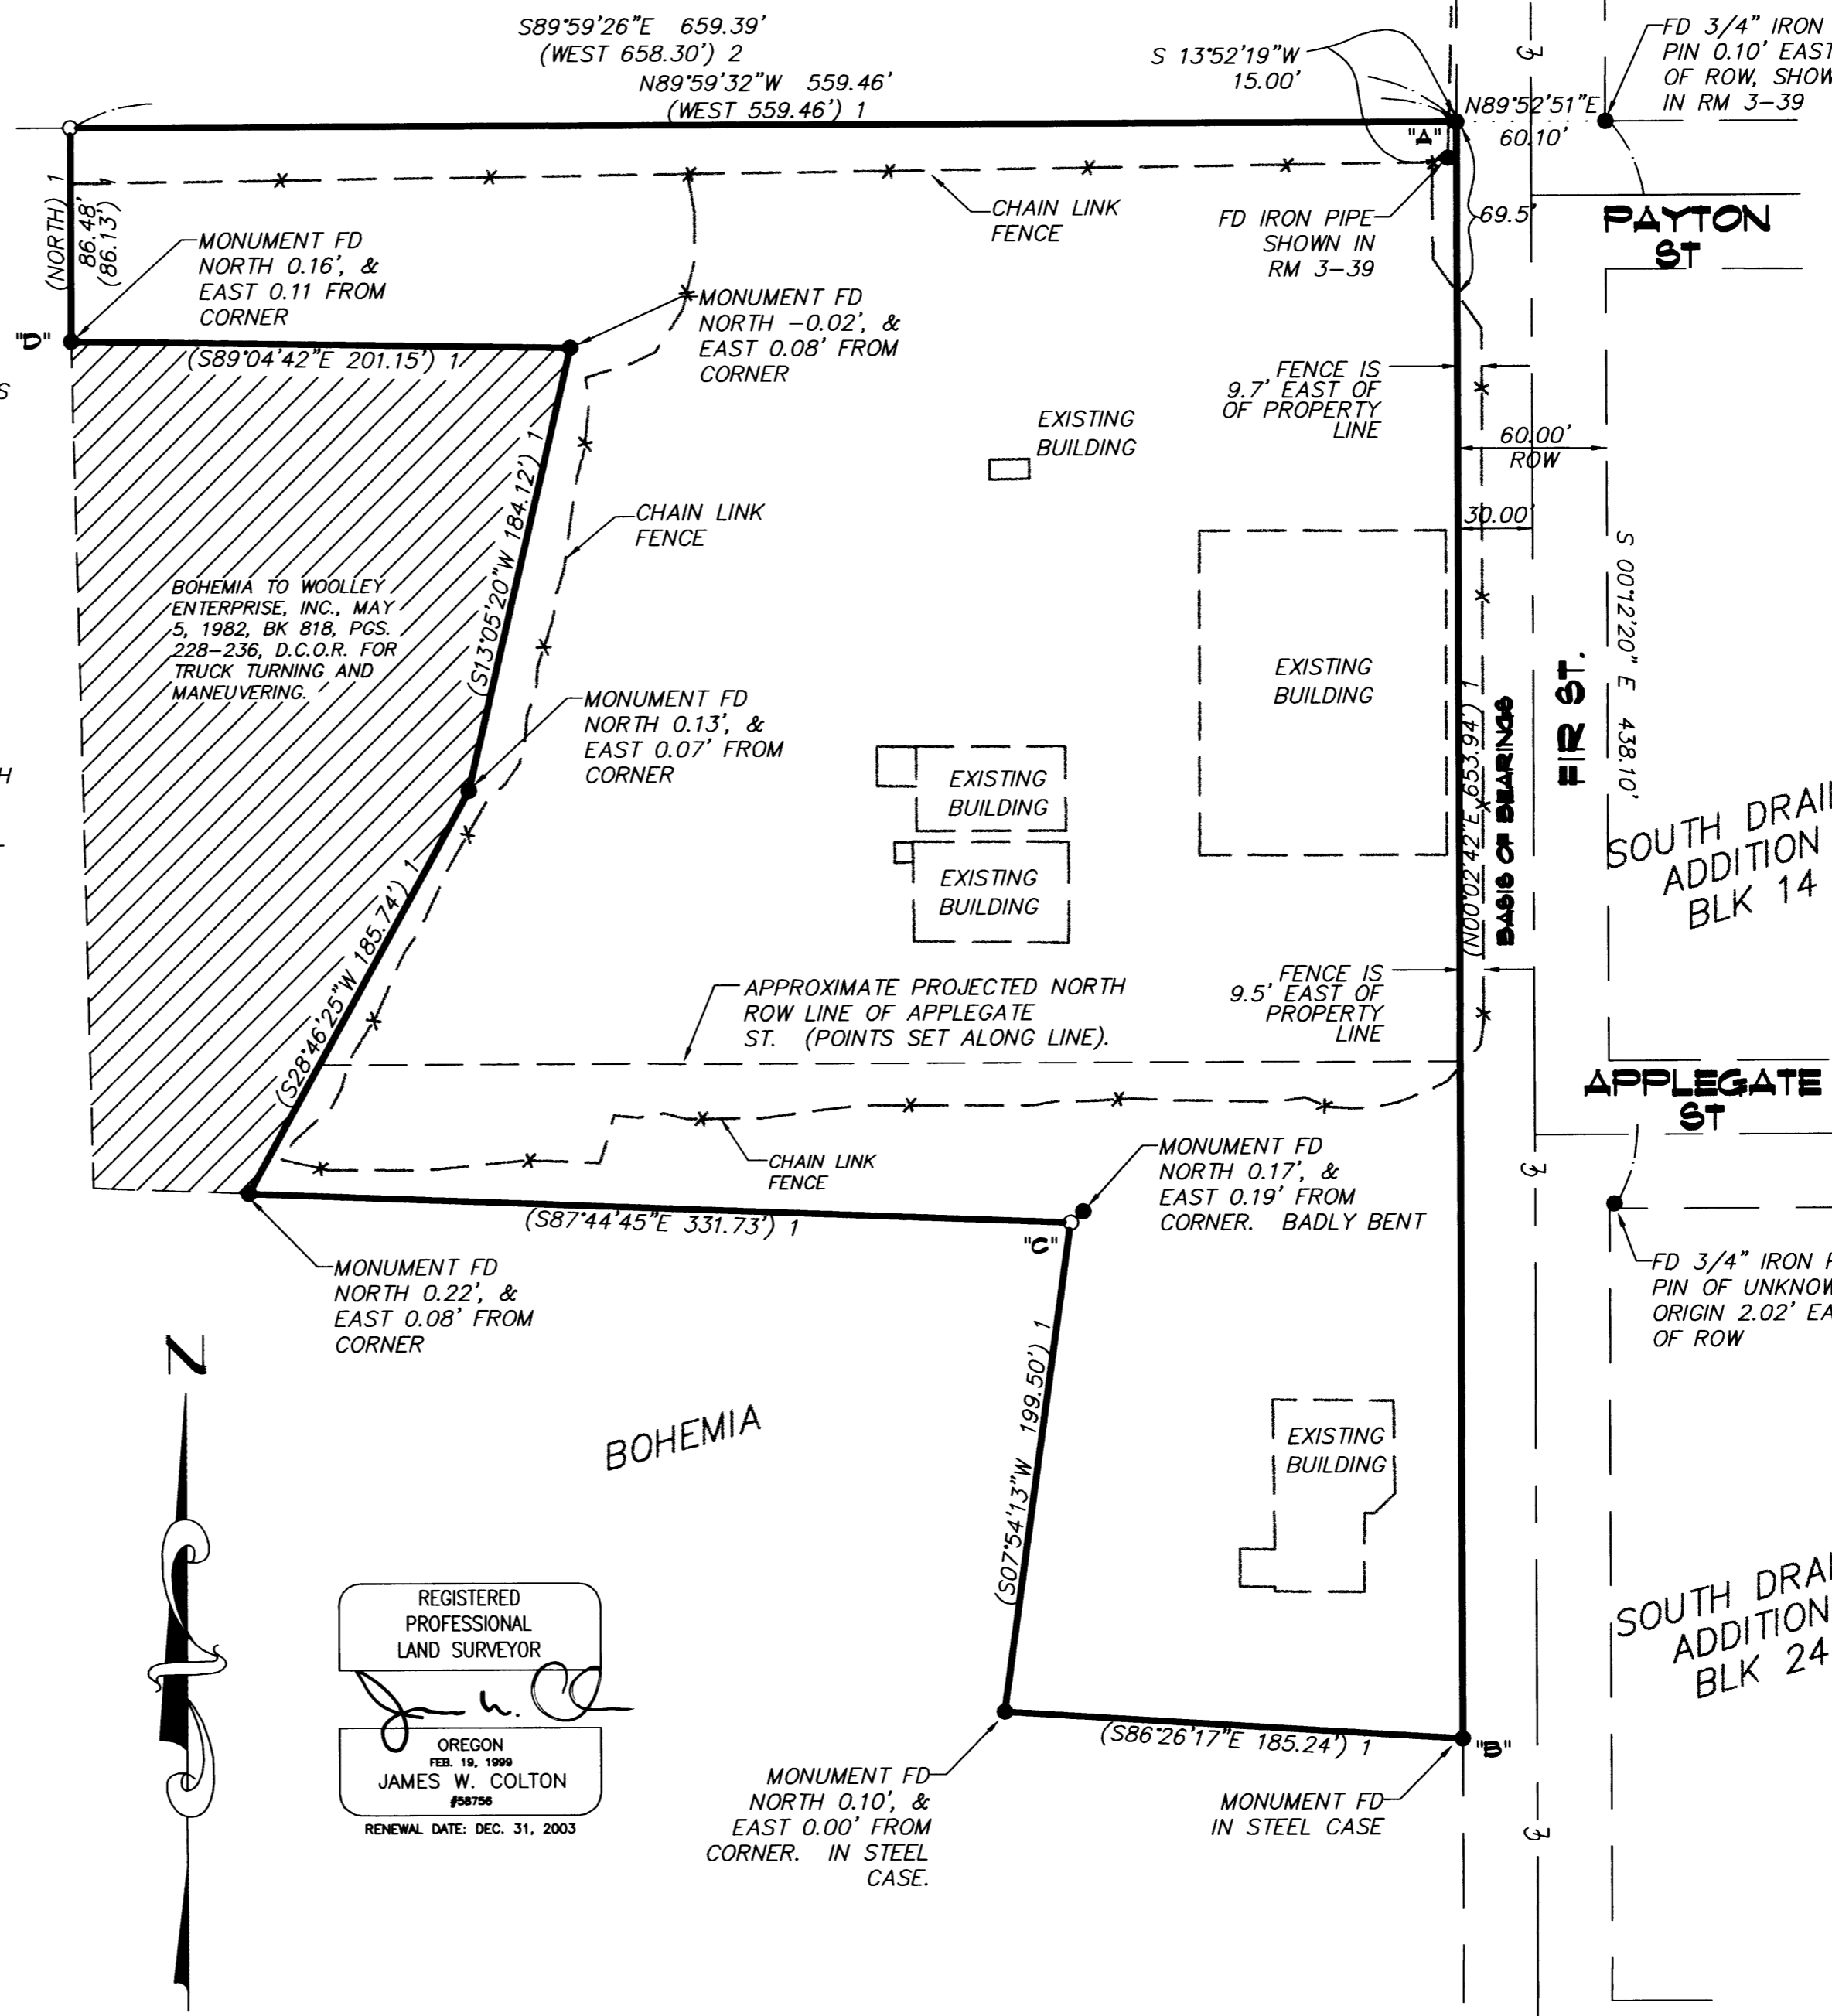 S89°59'26"E 659.39'
(WEST 658.30') 2
N89°59'32"W 559.46'
(WEST 559.46') 1
S 13°52'19"W
15.00'
FD 3/4" IRON
PIN 0.10' EAST
OF ROW, SHOW
IN RM 3-39
N89°52'51"E
60.10'
"A"
69.5'
PAYTON
ST
FD IRON PIPE
SHOWN IN
RM 3-39
CHAIN LINK
FENCE
(NORTH) 1
86.48'
(86.13') 1
MONUMENT FD
NORTH 0.16', &
EAST 0.11 FROM
CORNER
"D"
(S89°04'42"E 201.15') 1
MONUMENT FD
NORTH -0.02', &
EAST 0.08' FROM
CORNER
S
FENCE IS
9.7' EAST OF
OF PROPERTY
LINE
EXISTING
BUILDING
60.00'
ROW
30.00'
CHAIN LINK
FENCE
(S13°05'20"W 184.12') 1
BOHEMIA TO WOOLLEY
ENTERPRISE, INC., MAY
5, 1982, BK 818, PGS.
228-236, D.C.O.R. FOR
TRUCK TURNING AND
MANEUVERING.
S 00°12'20" E 438.10'
EXISTING
BUILDING
FIR ST.
(N00°02'42"E 653.94') 1
BASIS OF BEARINGS
MONUMENT FD
NORTH 0.13', &
EAST 0.07' FROM
CORNER
H
EXISTING
BUILDING
EXISTING
BUILDING
SOUTH DRAI
ADDITION
BLK 14
(S28°46'25"W 185.74') 1
APPROXIMATE PROJECTED NORTH
ROW LINE OF APPLEGATE
ST. (POINTS SET ALONG LINE).
FENCE IS
9.5' EAST OF
PROPERTY
LINE
APPLEGATE
ST
CHAIN LINK
FENCE
MONUMENT FD
NORTH 0.17', &
EAST 0.19' FROM
CORNER. BADLY BENT
(S87°44'45"E 331.73') 1
"C"
MONUMENT FD
NORTH 0.22', &
EAST 0.08' FROM
CORNER
FD 3/4" IRON P
PIN OF UNKNOW
ORIGIN 2.02' EA
OF ROW
N
BOHEMIA
(S07°54'13"W 199.50') 1
EXISTING
BUILDING
SOUTH DRAI
ADDITION
BLK 24
REGISTERED
PROFESSIONAL
LAND SURVEYOR
OREGON
FEB. 19, 1999
JAMES W. COLTON
#58756
RENEWAL DATE: DEC. 31, 2003
(S86°26'17"E 185.24') 1
"B"
MONUMENT FD
NORTH 0.10', &
EAST 0.00' FROM
CORNER. IN STEEL
CASE.
MONUMENT FD
IN STEEL CASE